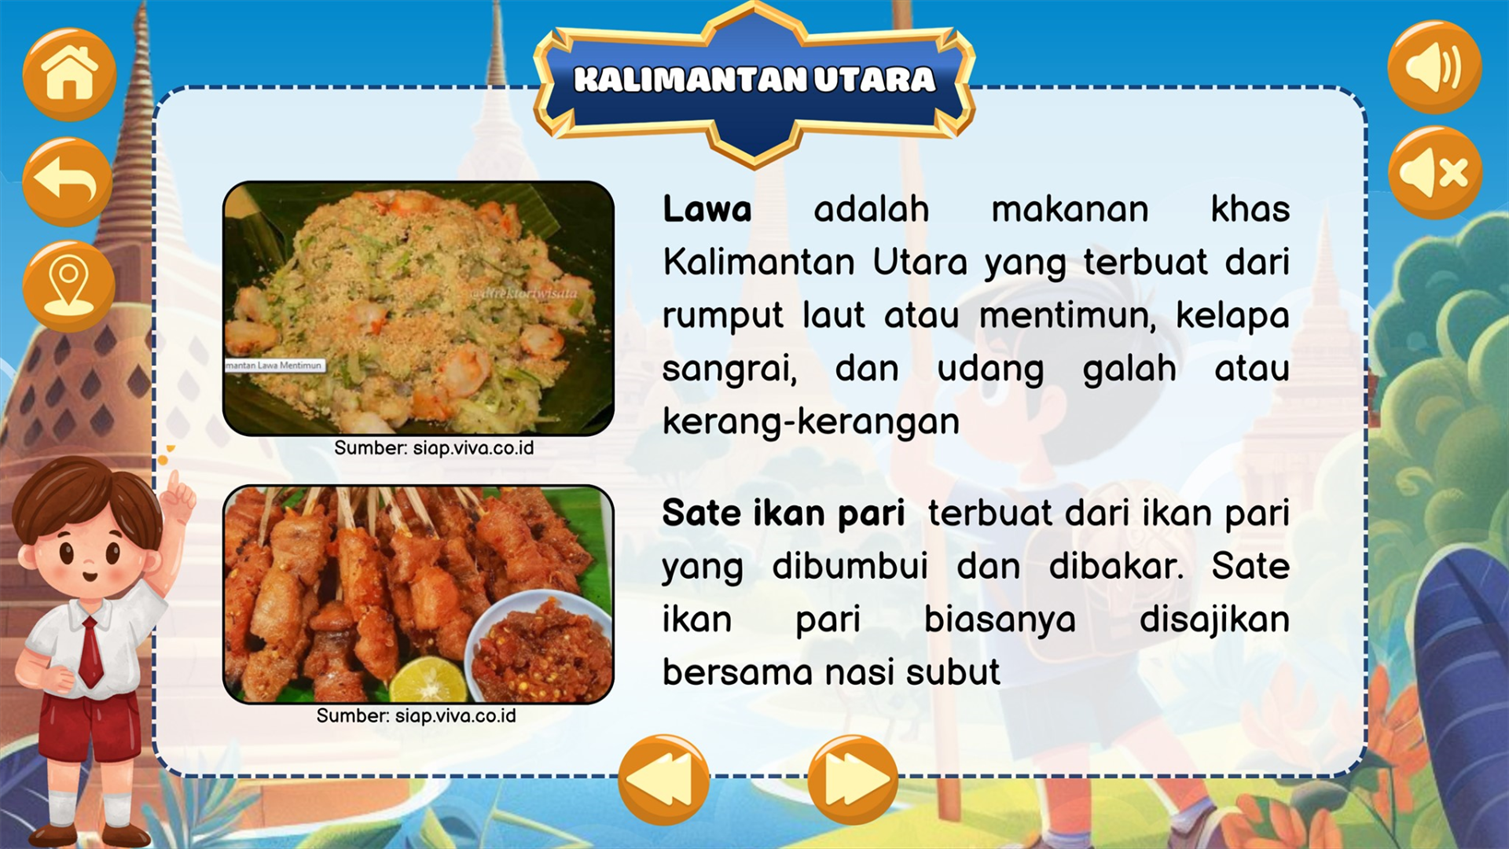 KALIMANTAN UTARA
@direktoriwisata
mantan Lawa Mentimun
Sumber: siap.viva.co.id
Lawa adalah makanan khas
Kalimantan Utara yang terbuat dari
rumput laut atau mentimun, kelapa
sangrai, dan udang galah atau
kerang-kerangan
Sate ikan pari terbuat dari ikan pari
yang dibumbui dan dibakar. Sate
ikan pari biasanya disajikan
bersama nasi subut
Sumber: siap.viva.co.id